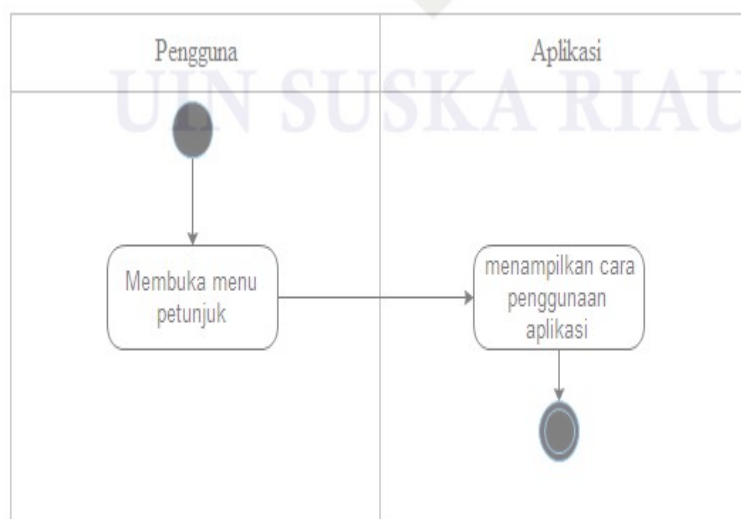 Pengguna
Aplikasi
UIN SUSKA RIAU
Membuka menu
petunjuk
menampilkan cara
penggunaan
aplikasi